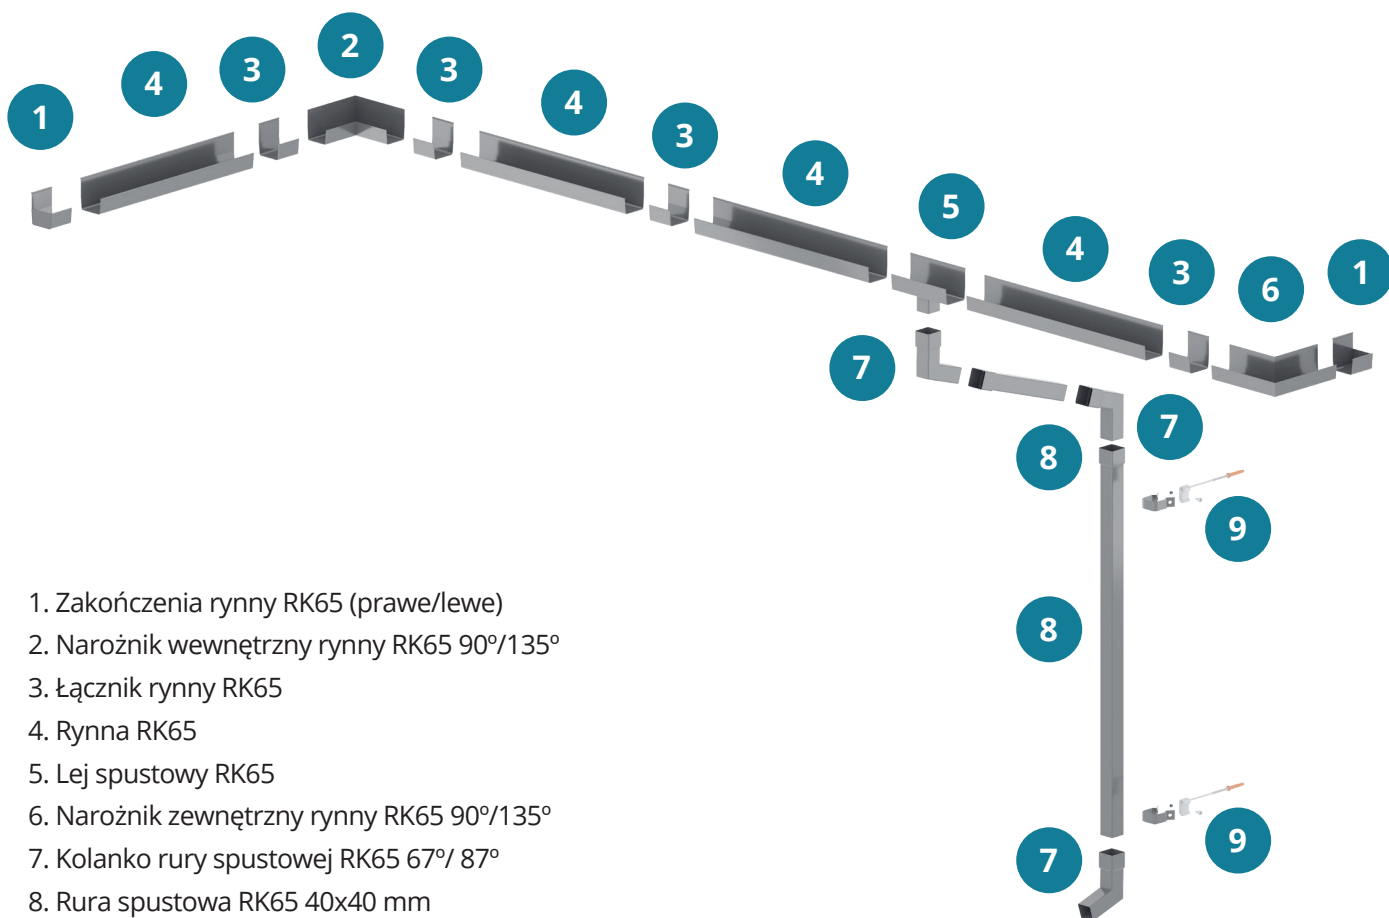 2
3
3
4
4
1
3
4
5
4
3
6
1
7
7
8
9
1. Zakończenia rynny RK65 (prawe/lewe)
2. Narożnik wewnętrzny rynny RK65 90º/135º
8
3. Łącznik rynny RK65
4. Rynna RK65
5. Lej spustowy RK65
6. Narożnik zewnętrzny rynny RK65 90º/135º
9
7. Kolanko rury spustowej RK65 67º/ 87º
7
8. Rura spustowa RK65 40x40 mm